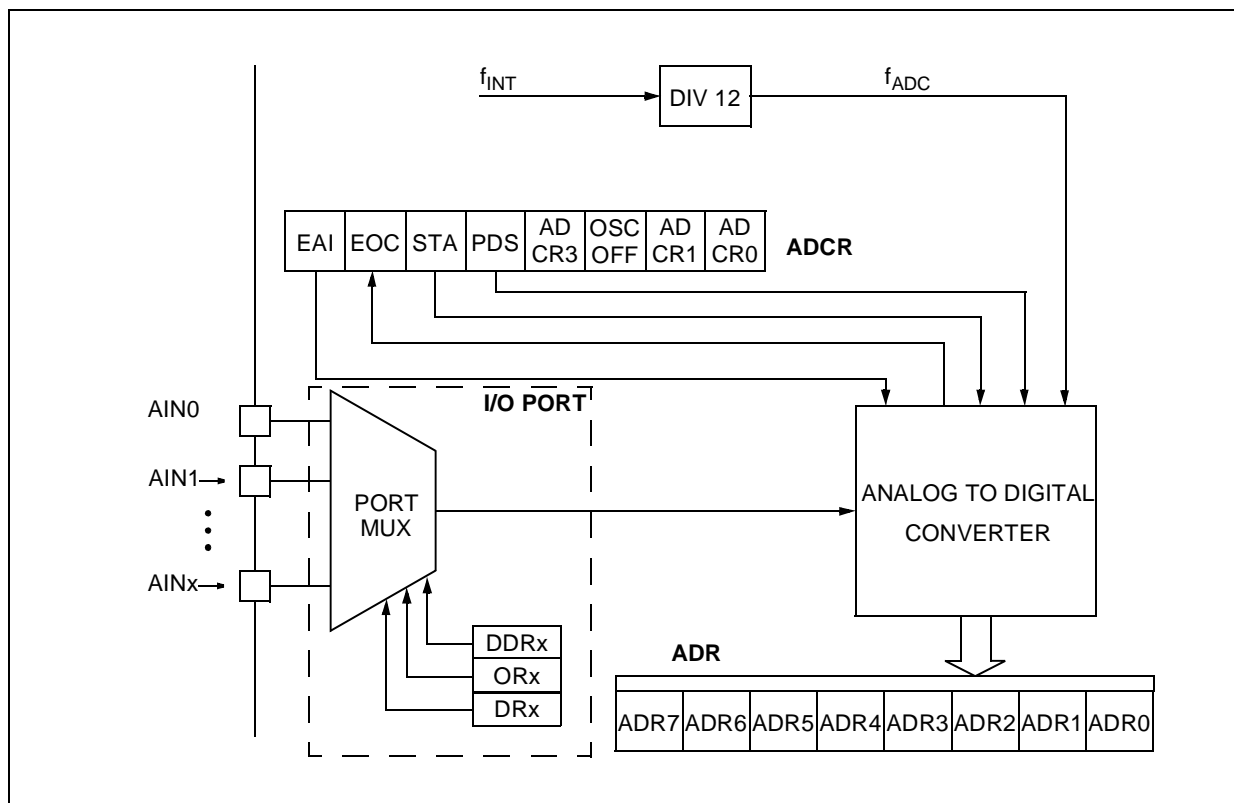 fINT
DIV 12
fADC
EAI
EOC
STA
PDS
AD
CR3
OSC
OFF
AD
CR1
AD
CR0
ADCR
I/O PORT
AIN0
AIN1
AINx
PORT
MUX
ANALOG TO DIGITAL
CONVERTER
DDRx
ORx
DRx
ADR
ADR7
ADR6
ADR5
ADR4
ADR3
ADR2
ADR1
ADR0